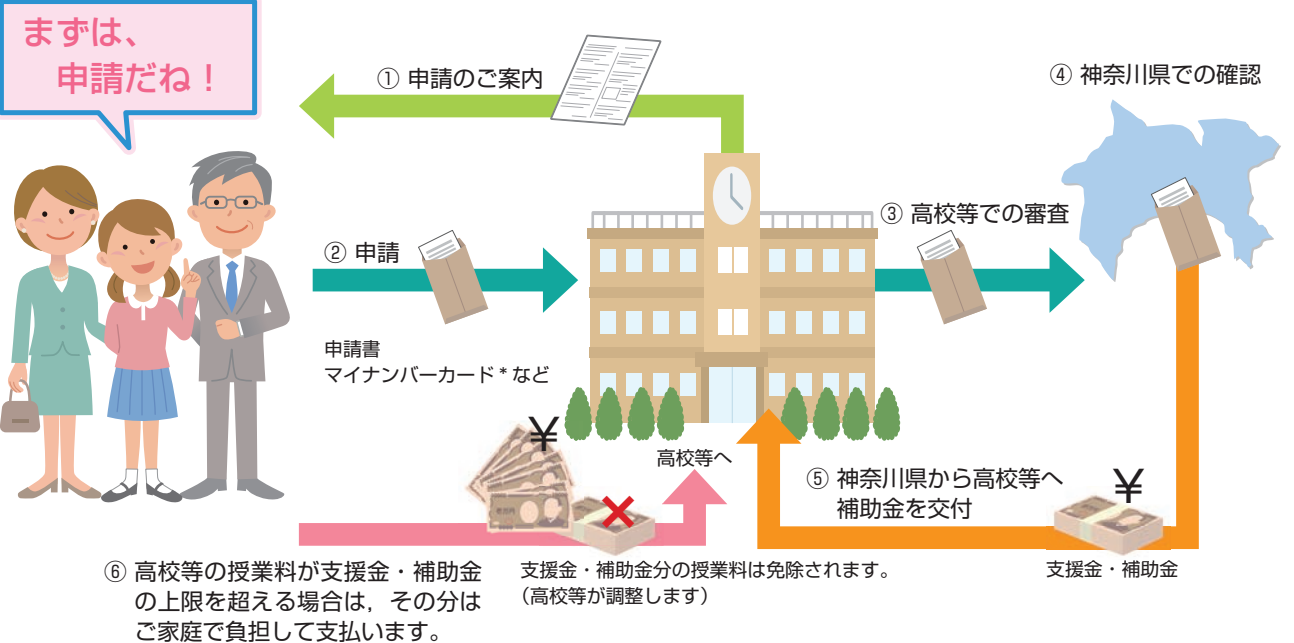 まずは、
申請だね！
① 申請のご案内
④ 神奈川県での確認
③ 高校等での審査
② 申請
申請書
マイナンバーカード＊など
¥
高校等へ
⑤ 神奈川県から高校等へ
補助金を交付
¥
支援金・補助金
⑥ 高校等の授業料が支援金・補助金
の上限を超える場合は，その分は
ご家庭で負担して支払います。
支援金・補助金分の授業料は免除されます。
（高校等が調整します）